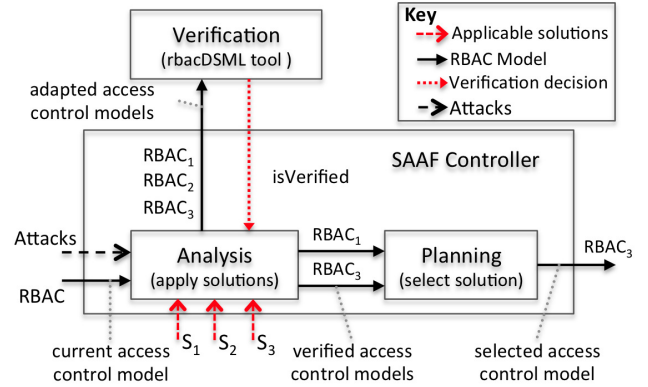 Key
Applicable solutions
RBAC Model
Verification decision
Attacks
Verification
(rbacDSML tool )
adapted access
control models
SAAF Controller
RBAC1
RBAC2
RBAC3
isVerified
Attacks
RBAC
Analysis
(apply solutions)
RBAC1
RBAC3
Planning
(select solution)
RBAC3
S1
S2
S3
current access
control model
verified access
control models
selected access
control model